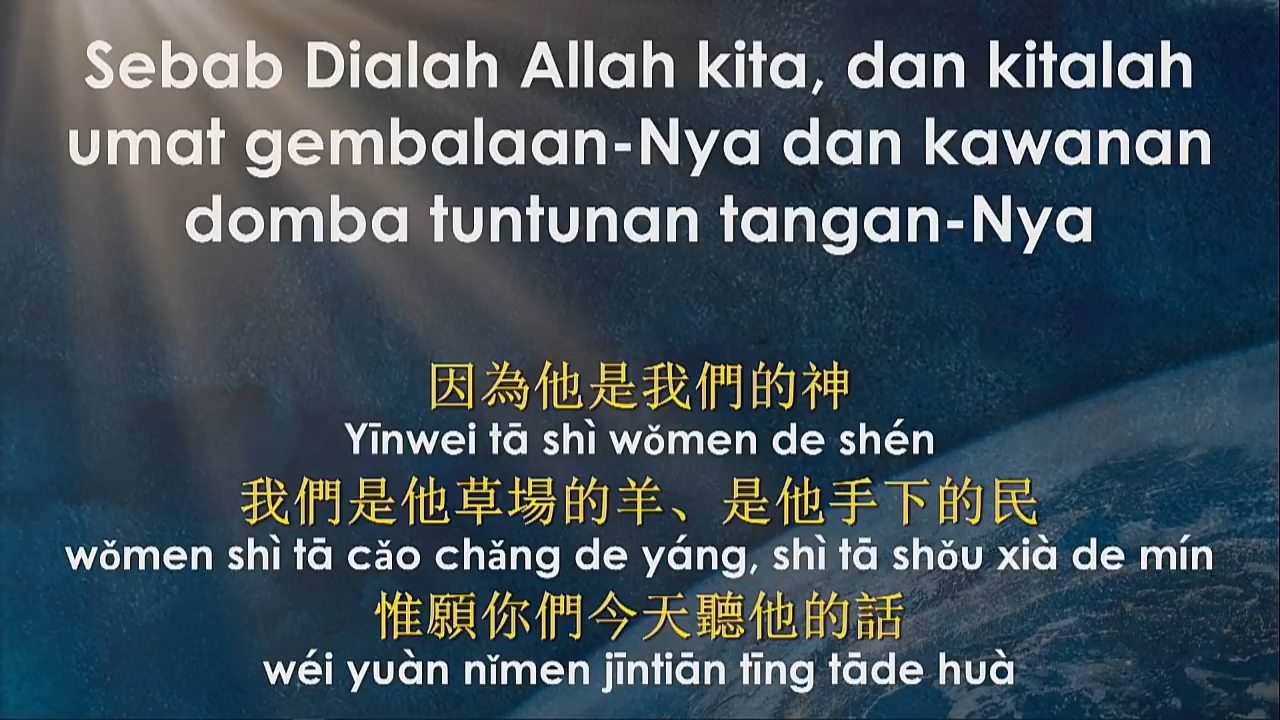 Sebab Dialah Allah kita, dan kitalah
umat gembalaan-Nya dan kawanan
domba tuntunan tangan-Nya
因為他是我們的神
Yīnwei tā shì wǒmen de shén
我們是他草場的羊、是他手下的民
wǒmen shì tā cǎo chǎng de yáng, shì tā shǒu xià de mín
惟願你們今天聽他的話
wéi yuàn nǐmen jīntiān tīng tāde huà